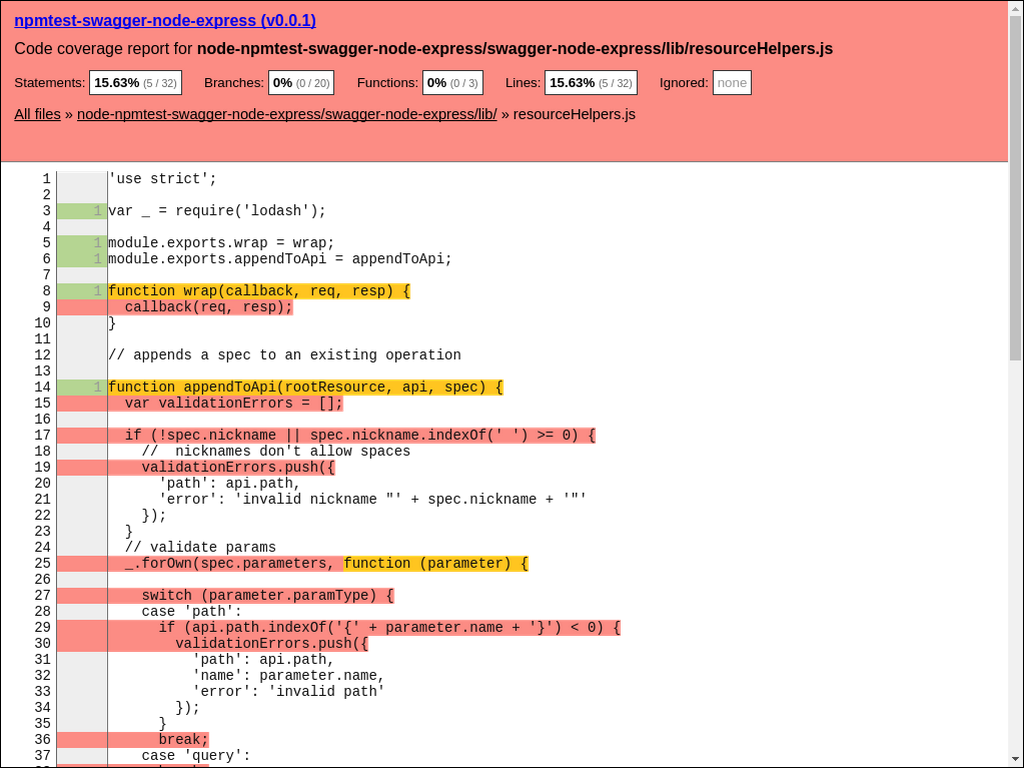 npmtest-swagger-node-express (v0.0.1)
Code coverage report for node-npmtest-swagger-node-express/swagger-node-express/lib/resourceHelpers.js
Statements: 15.63% (5 / 32) Branches: 0% (0 / 20) Functions: 0% (0 / 3) Lines: 15.63% (5 / 32) Ignored: none
All files » node-npmtest-swagger-node-express/swagger-node-express/lib/ » resourceHelpers.js
1 'use strict';
2
3 1 var _ = require('lodash');
4
5 1 module.exports.wrap = wrap;
6 1 module.exports.appendToApi = appendToApi;
7
8 1 function wrap(callback, req, resp) {
9   callback(req, resp);
10 }
11
12 // appends a spec to an existing operation
13
14 1 function appendToApi(rootResource, api, spec) {
15   var validationErrors = [];
16
17   if (!spec.nickname || spec.nickname.indexOf(' ') >= 0) {
18     //  nicknames don't allow spaces
19     validationErrors.push({
20       'path': api.path,
21       'error': 'invalid nickname "' + spec.nickname + '"'
22     });
23   }
24   // validate params
25   _.forOwn(spec.parameters, function (parameter) {
26
27     switch (parameter.paramType) {
28     case 'path':
29       if (api.path.indexOf('{' + parameter.name + '}') < 0) {
30         validationErrors.push({
31           'path': api.path,
32           'name': parameter.name,
33           'error': 'invalid path'
34         });
35       }
36       break;
37     case 'query':